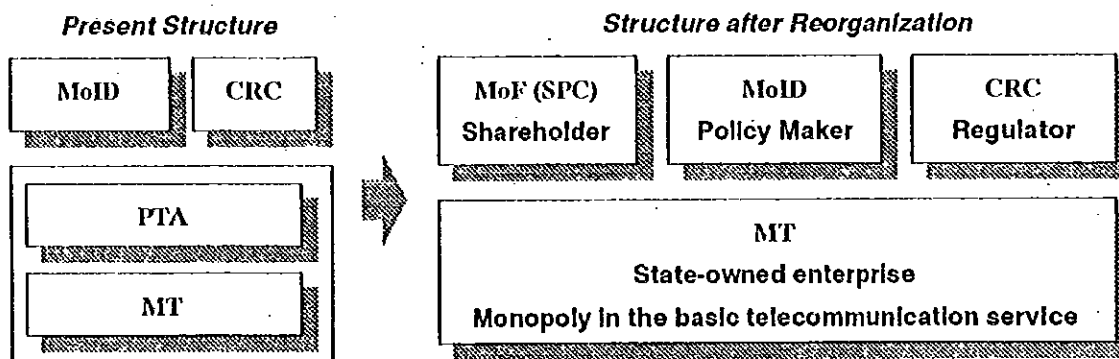 Present Structure
MoID
CRC
PTA
MT
Structure after Reorganization
MoF (SPC)
Shareholder
MoID
Policy Maker
CRC
Regulator
MT
State-owned enterprise
Monopoly in the basic telecommunication service